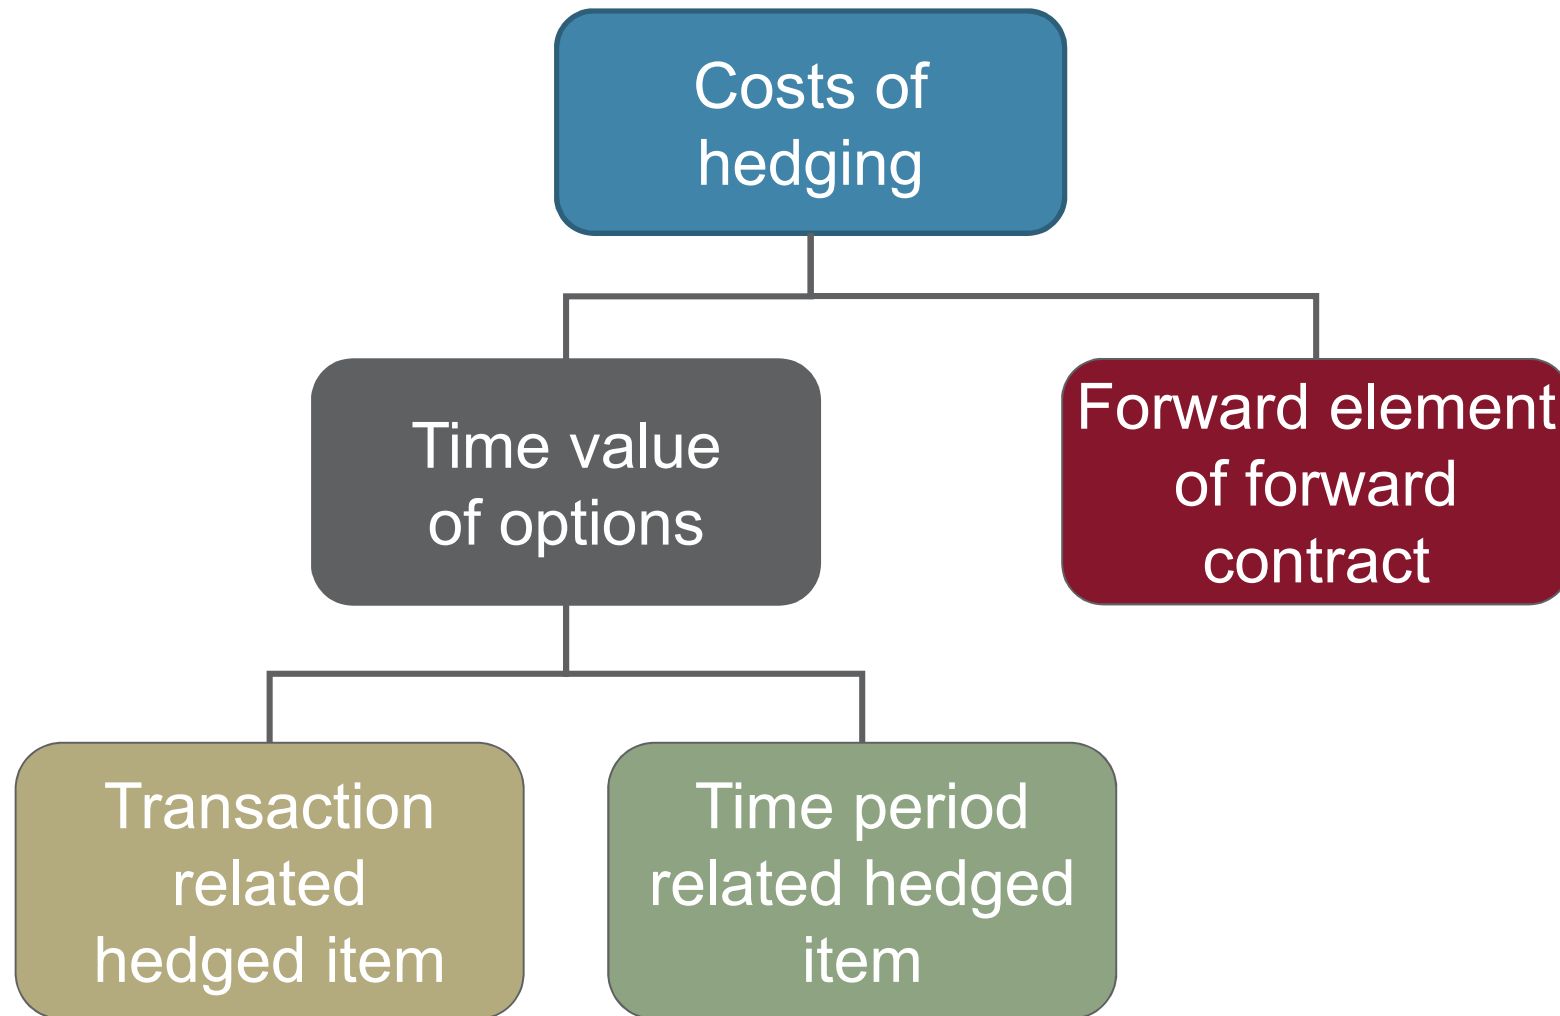 Costs of
hedging
Time value
of options
Forward element
of forward
contract
Transaction
related
hedged item
Time period
related hedged
item